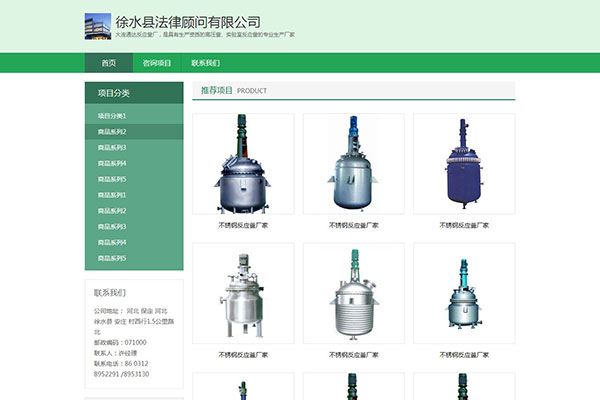 徐水县法律顾问有限公司
大连通达反应釜厂，是具有生产资质的高压釜、实验室反应釜的专业生产厂家
首页
咨询项目
联系我们
项目分类
项目分类1
商品系列2
商品系列3
商品系列4
商品系列5
商品系列1
商品系列2
商品系列3
商品系列4
商品系列5
推荐项目 PRODUCT
不锈钢反应釜厂家
不锈钢反应釜厂家
不锈钢反应釜厂家
不锈钢反应釜厂家
不锈钢反应釜厂家
不锈钢反应釜厂家
联系我们
公司地址： 河北 保定 河北
徐水县 安庄 村西行1.5公里路
北
邮政编码：071000
联系人：许经理
联系电话：86 0312
8952291 /8953130